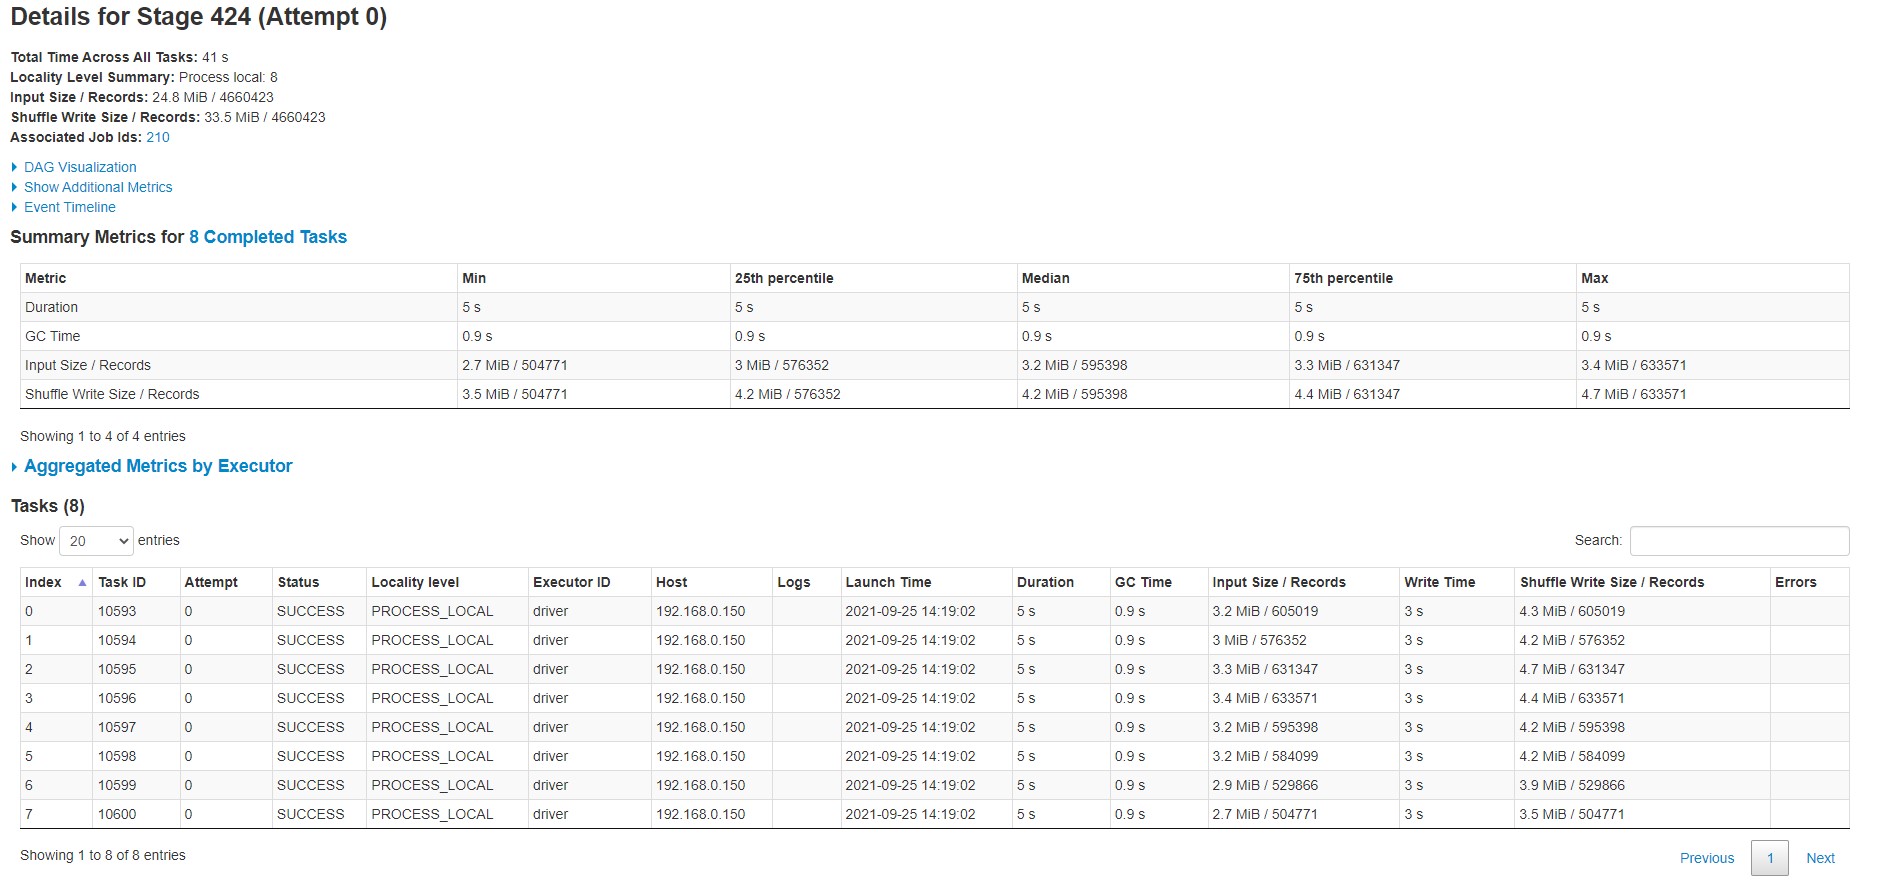 Details for Stage 424 (Attempt 0)
Total Time Across All Tasks: 41 s
Locality Level Summary: Process local: 8
Input Size / Records: 24.8 MiB / 4660423
Shuffle Write Size / Records: 33.5 MiB / 4660423
Associated Job Ids: 210
DAG Visualization
Show Additional Metrics
Event Timeline
Summary Metrics for 8 Completed Tasks
Metric Min 25th percentile Median 75th percentile Max
Duration 5 s 5 s 5 s 5 s 5 s
GC Time 0.9 s 0.9 s 0.9 s 0.9 s 0.9 s
Input Size / Records 2.7 MiB / 504771 3 MiB / 576352 3.2 MiB / 595398 3.3 MiB / 631347 3.4 MiB / 633571
Shuffle Write Size / Records 3.5 MiB / 504771 4.2 MiB / 576352 4.2 MiB / 595398 4.4 MiB / 631347 4.7 MiB / 633571
Showing 1 to 4 of 4 entries
Aggregated Metrics by Executor
Tasks (8)
Show 20 entries Search:
Index Task ID Attempt Status Locality level Executor ID Host Logs Launch Time Duration GC Time Input Size / Records Write Time Shuffle Write Size / Records Errors
0 10593 0 SUCCESS PROCESS_LOCAL driver 192.168.0.150 2021-09-25 14:19:02 5 s 0.9 s 3.2 MiB / 605019 3 s 4.3 MiB / 605019
1 10594 0 SUCCESS PROCESS_LOCAL driver 192.168.0.150 2021-09-25 14:19:02 5 s 0.9 s 3 MiB / 576352 3 s 4.2 MiB / 576352
2 10595 0 SUCCESS PROCESS_LOCAL driver 192.168.0.150 2021-09-25 14:19:02 5 s 0.9 s 3.3 MiB / 631347 3 s 4.7 MiB / 631347
3 10596 0 SUCCESS PROCESS_LOCAL driver 192.168.0.150 2021-09-25 14:19:02 5 s 0.9 s 3.4 MiB / 633571 3 s 4.4 MiB / 633571
4 10597 0 SUCCESS PROCESS_LOCAL driver 192.168.0.150 2021-09-25 14:19:02 5 s 0.9 s 3.2 MiB / 595398 3 s 4.2 MiB / 595398
5 10598 0 SUCCESS PROCESS_LOCAL driver 192.168.0.150 2021-09-25 14:19:02 5 s 0.9 s 3.2 MiB / 584099 3 s 4.2 MiB / 584099
6 10599 0 SUCCESS PROCESS_LOCAL driver 192.168.0.150 2021-09-25 14:19:02 5 s 0.9 s 2.9 MiB / 529866 3 s 3.9 MiB / 529866
7 10600 0 SUCCESS PROCESS_LOCAL driver 192.168.0.150 2021-09-25 14:19:02 5 s 0.9 s 2.7 MiB / 504771 3 s 3.5 MiB / 504771
Showing 1 to 8 of 8 entries
Previous 1 Next